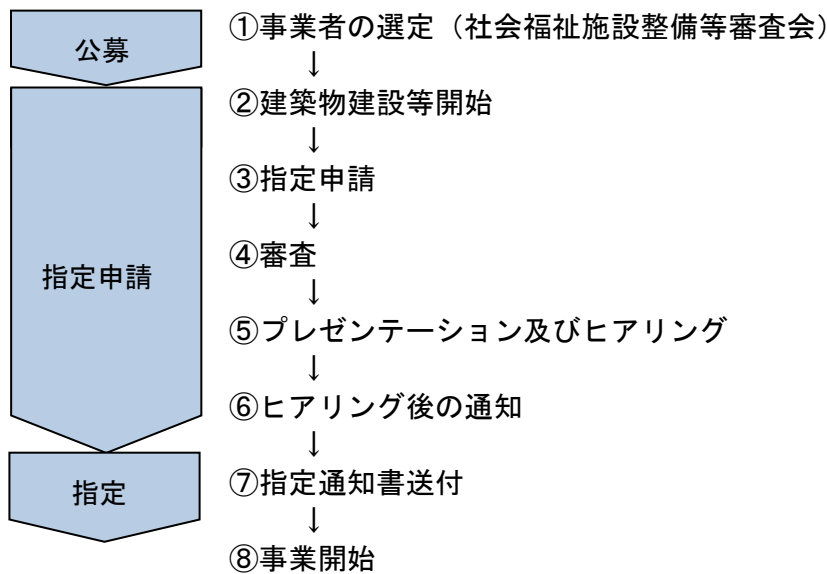 公募
①事業者の選定（社会福祉施設整備等審査会）
↓
②建築物建設等開始
↓
③指定申請
↓
④審査
↓
指定申請
⑤プレゼンテーション及びヒアリング
↓
⑥ヒアリング後の通知
↓
指定
⑦指定通知書送付
↓
⑧事業開始